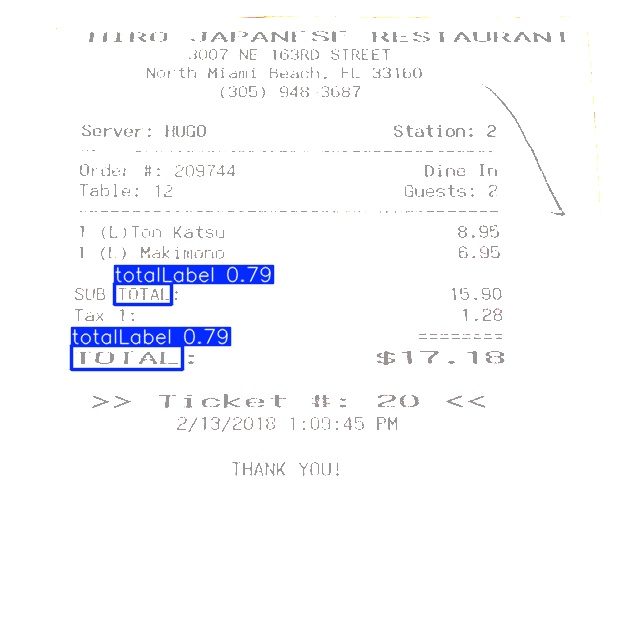 HIRO JAPANESE RESTAURANT
3007 NE 163RD STREET
North Miami Beach, FL 33160
(305) 948-3687
Server: HUGO Station: 2
Order #: 209744 Dine In
Table: 12 Guests: 2
1 (L)Ton Katsu 8.95
1 (L) Makimono 6.95
totalLabel 0.79
SUB TOTAL: 15.90
Tax 1: 1.28
totalLabel 0.79
========
TOTAL: $17.18
>> Ticket #: 20 <<
2/13/2018 1:09:45 PM
THANK YOU!